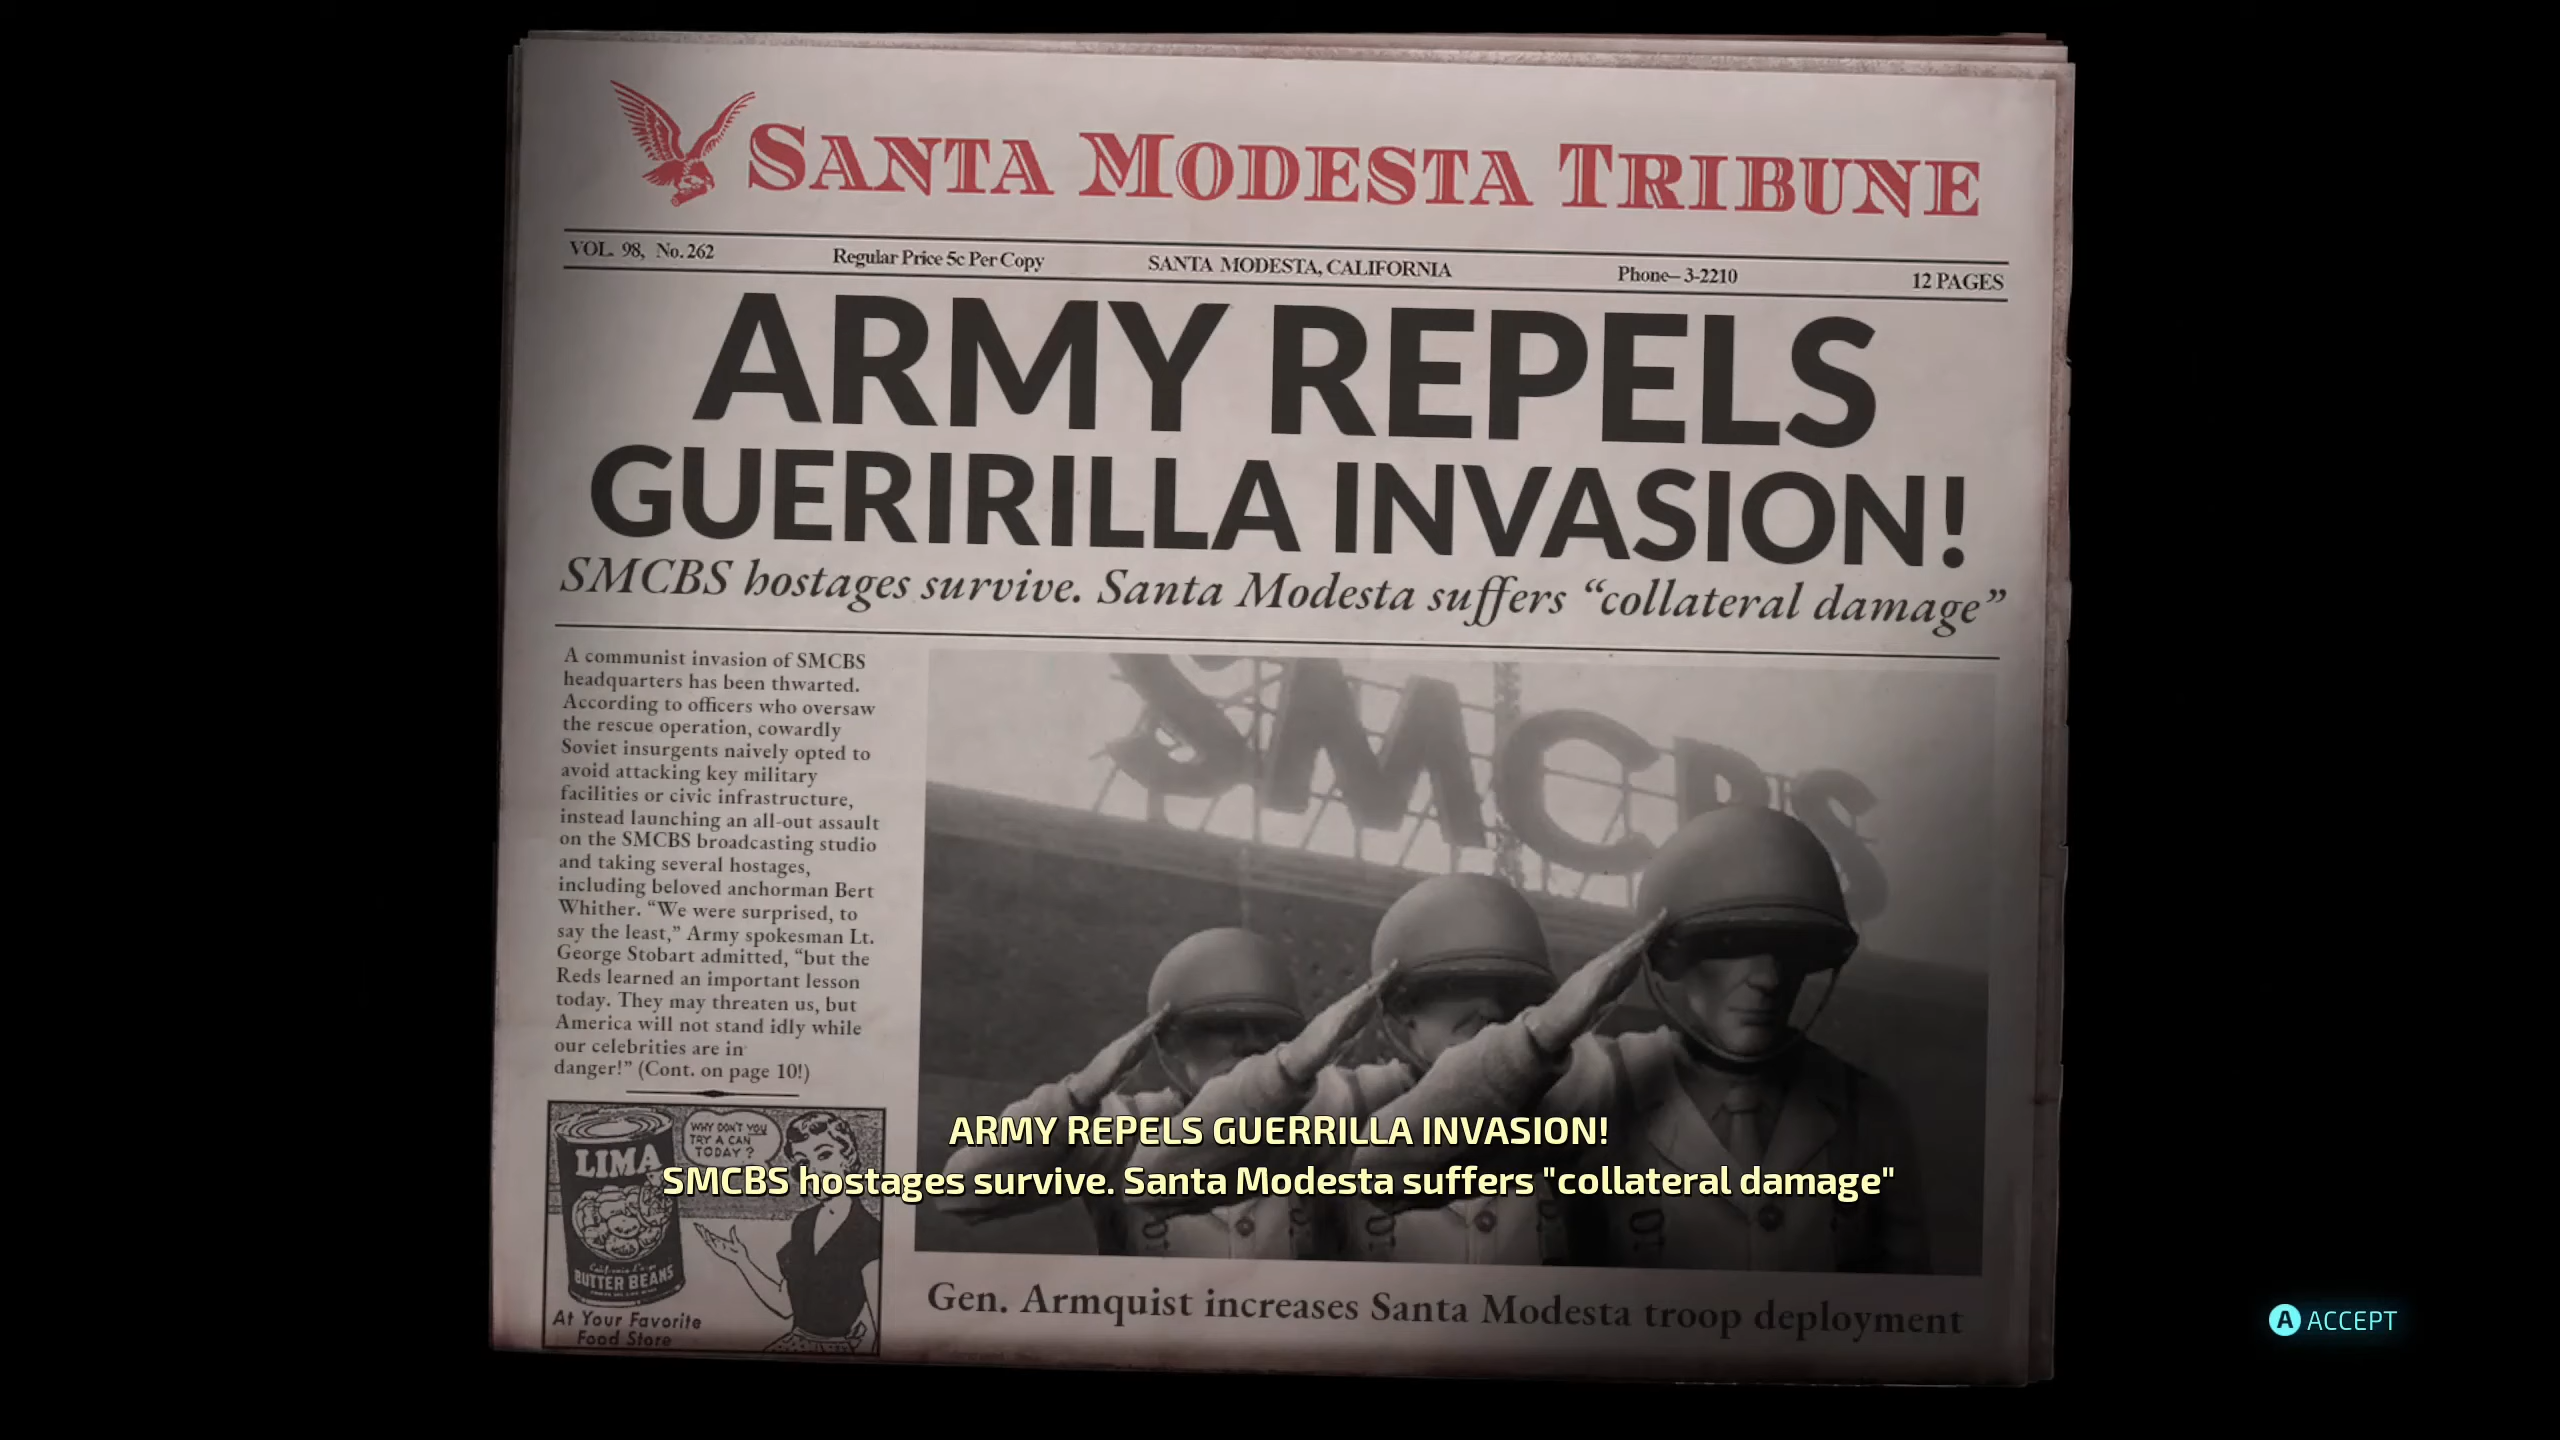 SANTA MODESTA TRIBUNE
VOL. 98, No. 262 Regular Price 5c Per Copy SANTA MODESTA, CALIFORNIA Phone–3-2210 12 PAGES
ARMY REPELS
GUERIRILLA INVASION!
SMCBS hostages survive. Santa Modesta suffers “collateral damage”
A communist invasion of SMCBS
headquarters has been thwarted.
According to officers who oversaw
the rescue operation, cowardly
Soviet insurgents naively opted to
avoid attacking key military
facilities or civic infrastructure,
instead launching an all-out assault
on the SMCBS broadcasting studio
and taking several hostages,
including beloved anchorman Bert
Whither. “We were surprised, to
say the least,” Army spokesman Lt.
George Stobart admitted, “but the
Reds learned an important lesson
today. They may threaten us, but
America will not stand idly while
our celebrities are in
danger!” (Cont. on page 10!)
SMCBS
WHY DON'T YOU
TRY A CAN
TODAY?
LIMA
BUTTER BEANS
At Your Favorite
Food Store
ARMY REPELS GUERRILLA INVASION!
SMCBS hostages survive. Santa Modesta suffers "collateral damage"
Gen. Armquist increases Santa Modesta troop deployment
A ACCEPT